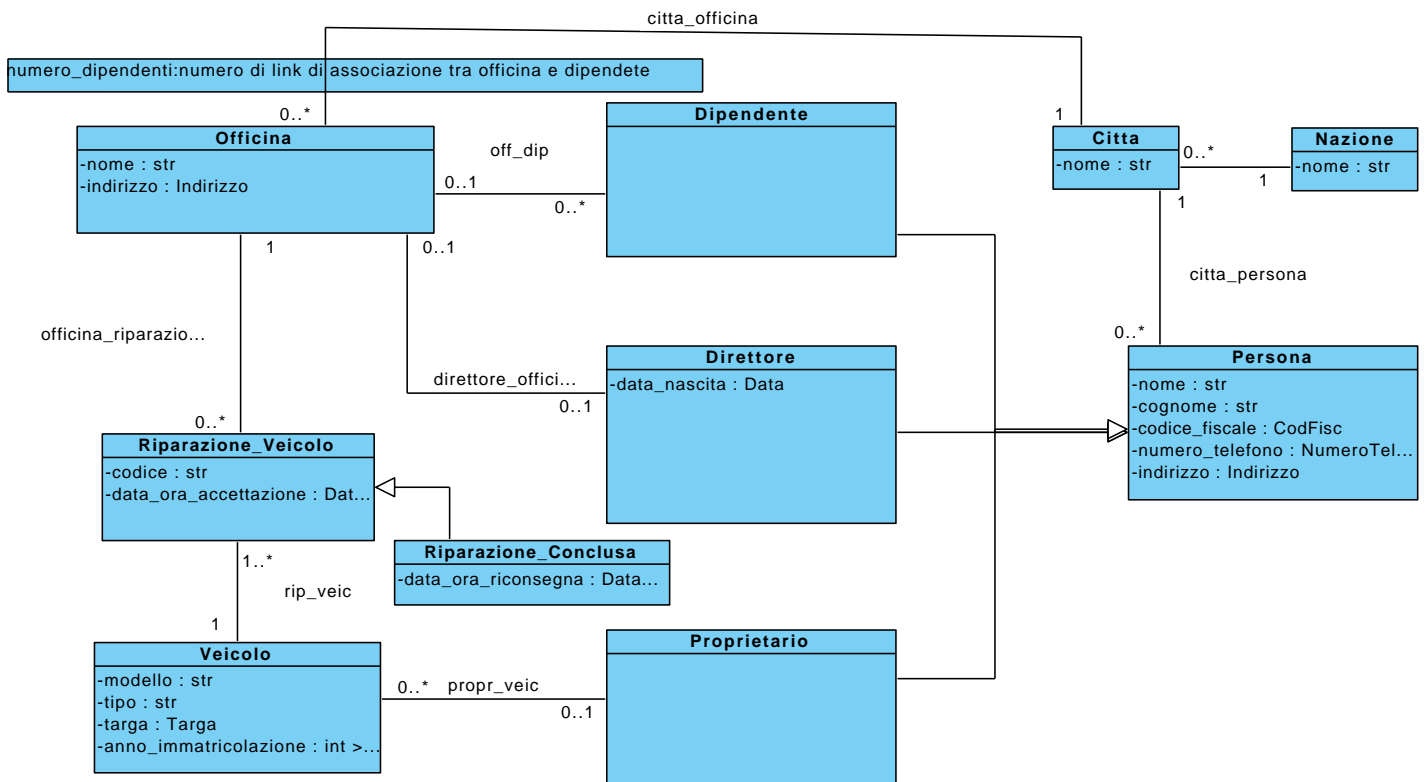 citta_officina
numero_dipendenti:numero di link di associazione tra officina e dipendete
0..*
1
Officina
-nome : str
-indirizzo : Indirizzo
off_dip
0..1
0..*
Dipendente
Citta
-nome : str
0..*
1
Nazione
-nome : str
1
0..1
1
citta_persona
0..*
officina_riparazio...
direttore_offici...
0..1
Direttore
-data_nascita : Data
Persona
-nome : str
-cognome : str
-codice_fiscale : CodFisc
-numero_telefono : NumeroTel...
-indirizzo : Indirizzo
0..*
Riparazione_Veicolo
-codice : str
-data_ora_accettazione : Dat...
Riparazione_Conclusa
-data_ora_riconsegna : Data...
1..*
rip_veic
1
Veicolo
-modello : str
-tipo : str
-targa : Targa
-anno_immatricolazione : int >...
0..*
propr_veic
0..1
Proprietario